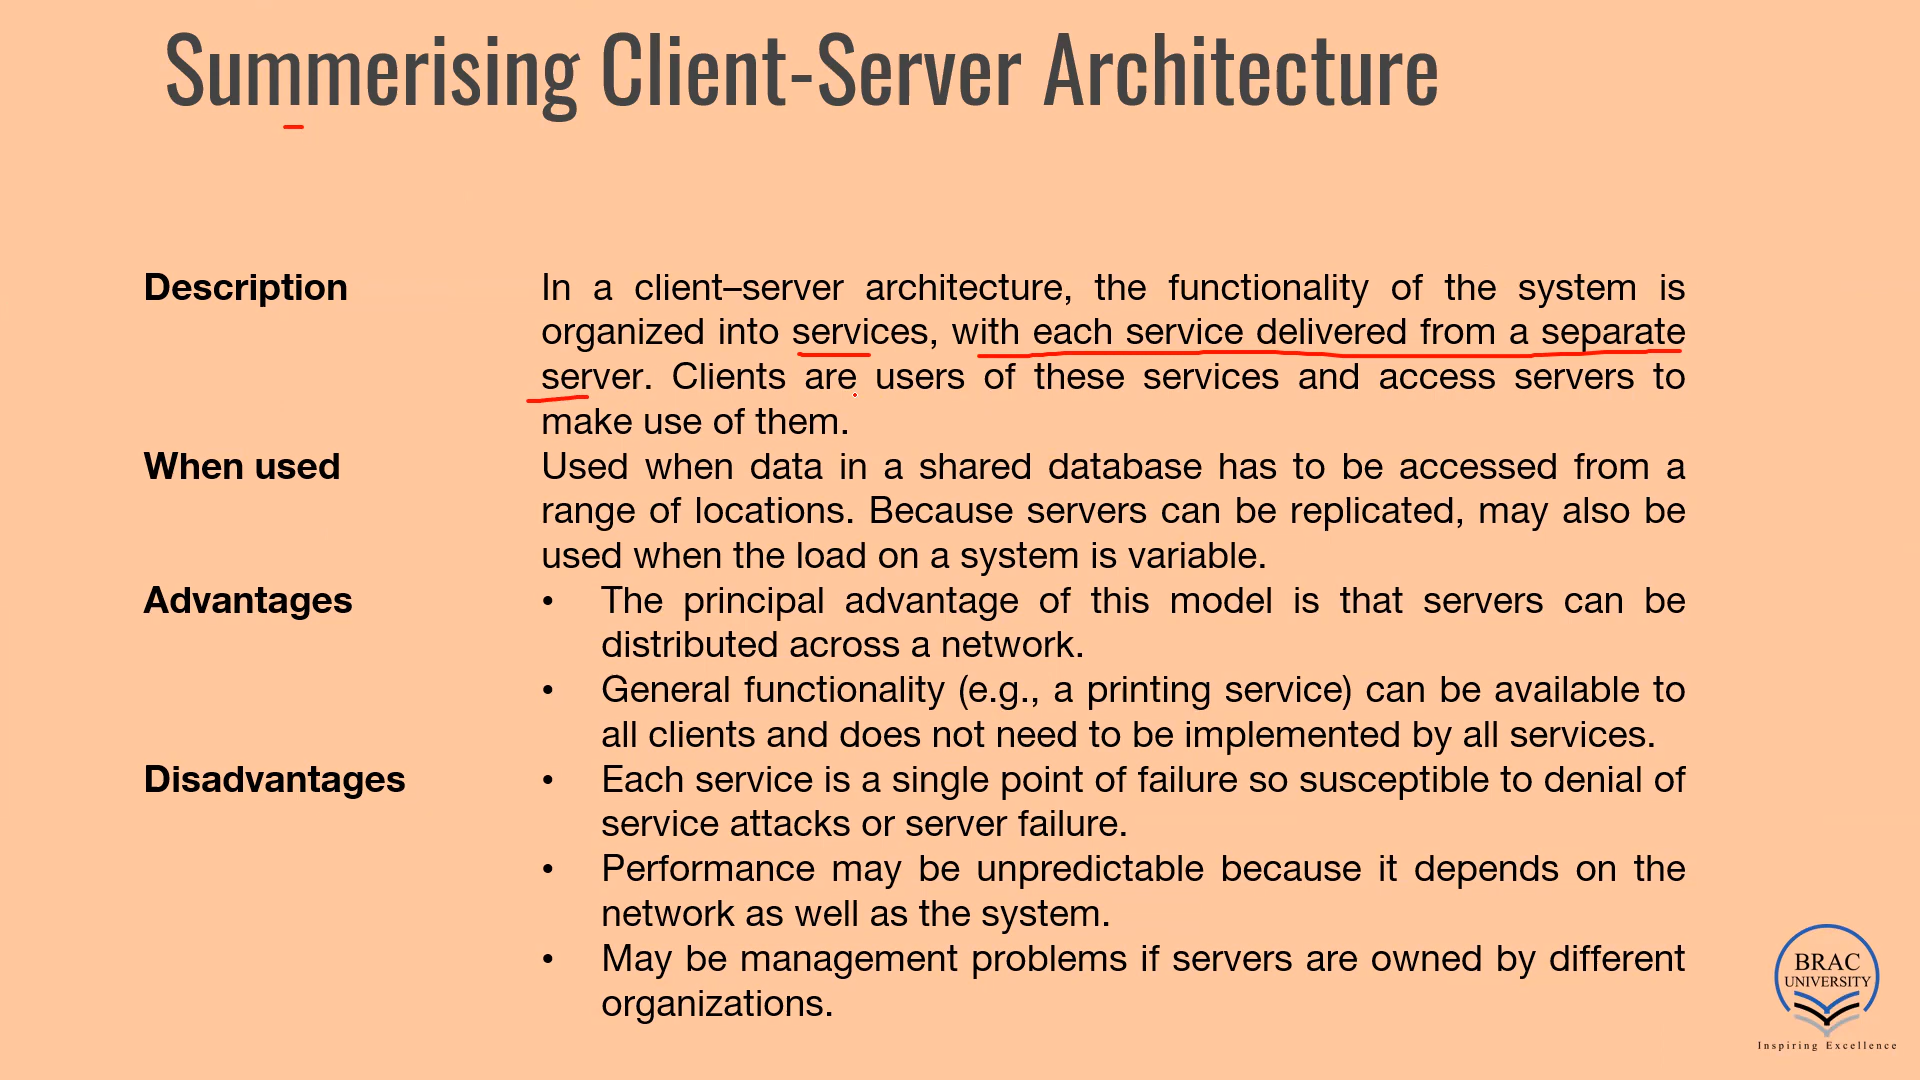 Summerising Client-Server Architecture
Description
In a client–server architecture, the functionality of the system is
organized into services, with each service delivered from a separate
server. Clients are users of these services and access servers to
make use of them.
When used
Used when data in a shared database has to be accessed from a
range of locations. Because servers can be replicated, may also be
used when the load on a system is variable.
Advantages
• The principal advantage of this model is that servers can be
distributed across a network.
• General functionality (e.g., a printing service) can be available to
all clients and does not need to be implemented by all services.
Disadvantages
• Each service is a single point of failure so susceptible to denial of
service attacks or server failure.
• Performance may be unpredictable because it depends on the
network as well as the system.
• May be management problems if servers are owned by different
organizations.
BRAC
UNIVERSITY
Inspiring Excellence